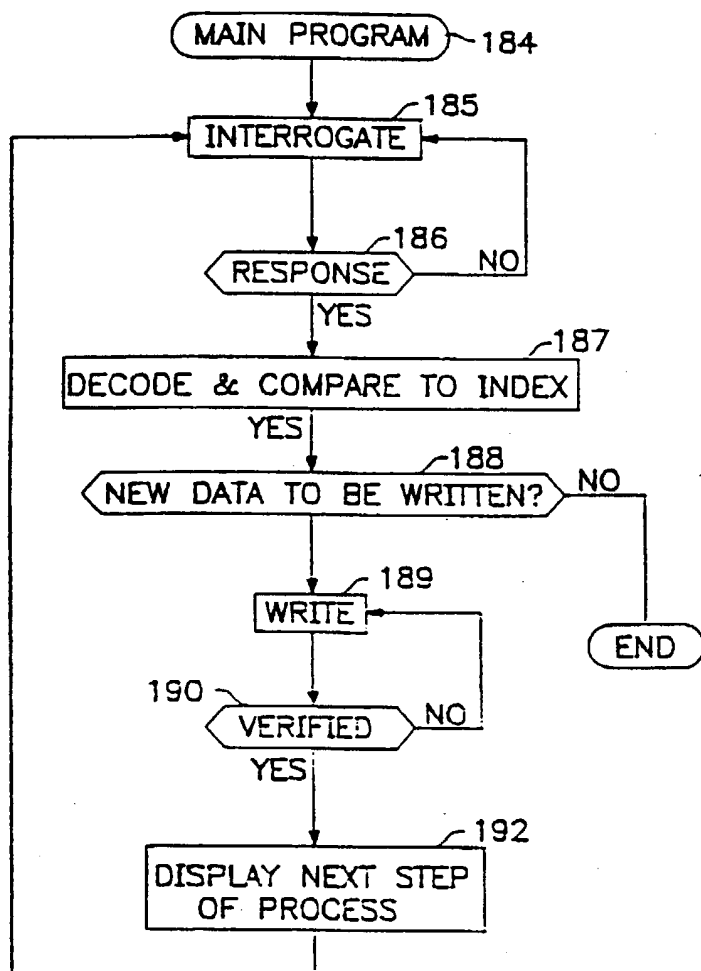 MAIN PROGRAM
184
185
INTERROGATE
186
RESPONSE
NO
YES
187
DECODE & COMPARE TO INDEX
YES
188
NEW DATA TO BE WRITTEN?
NO
189
WRITE
END
190
VERIFIED
NO
YES
192
DISPLAY NEXT STEP
OF PROCESS